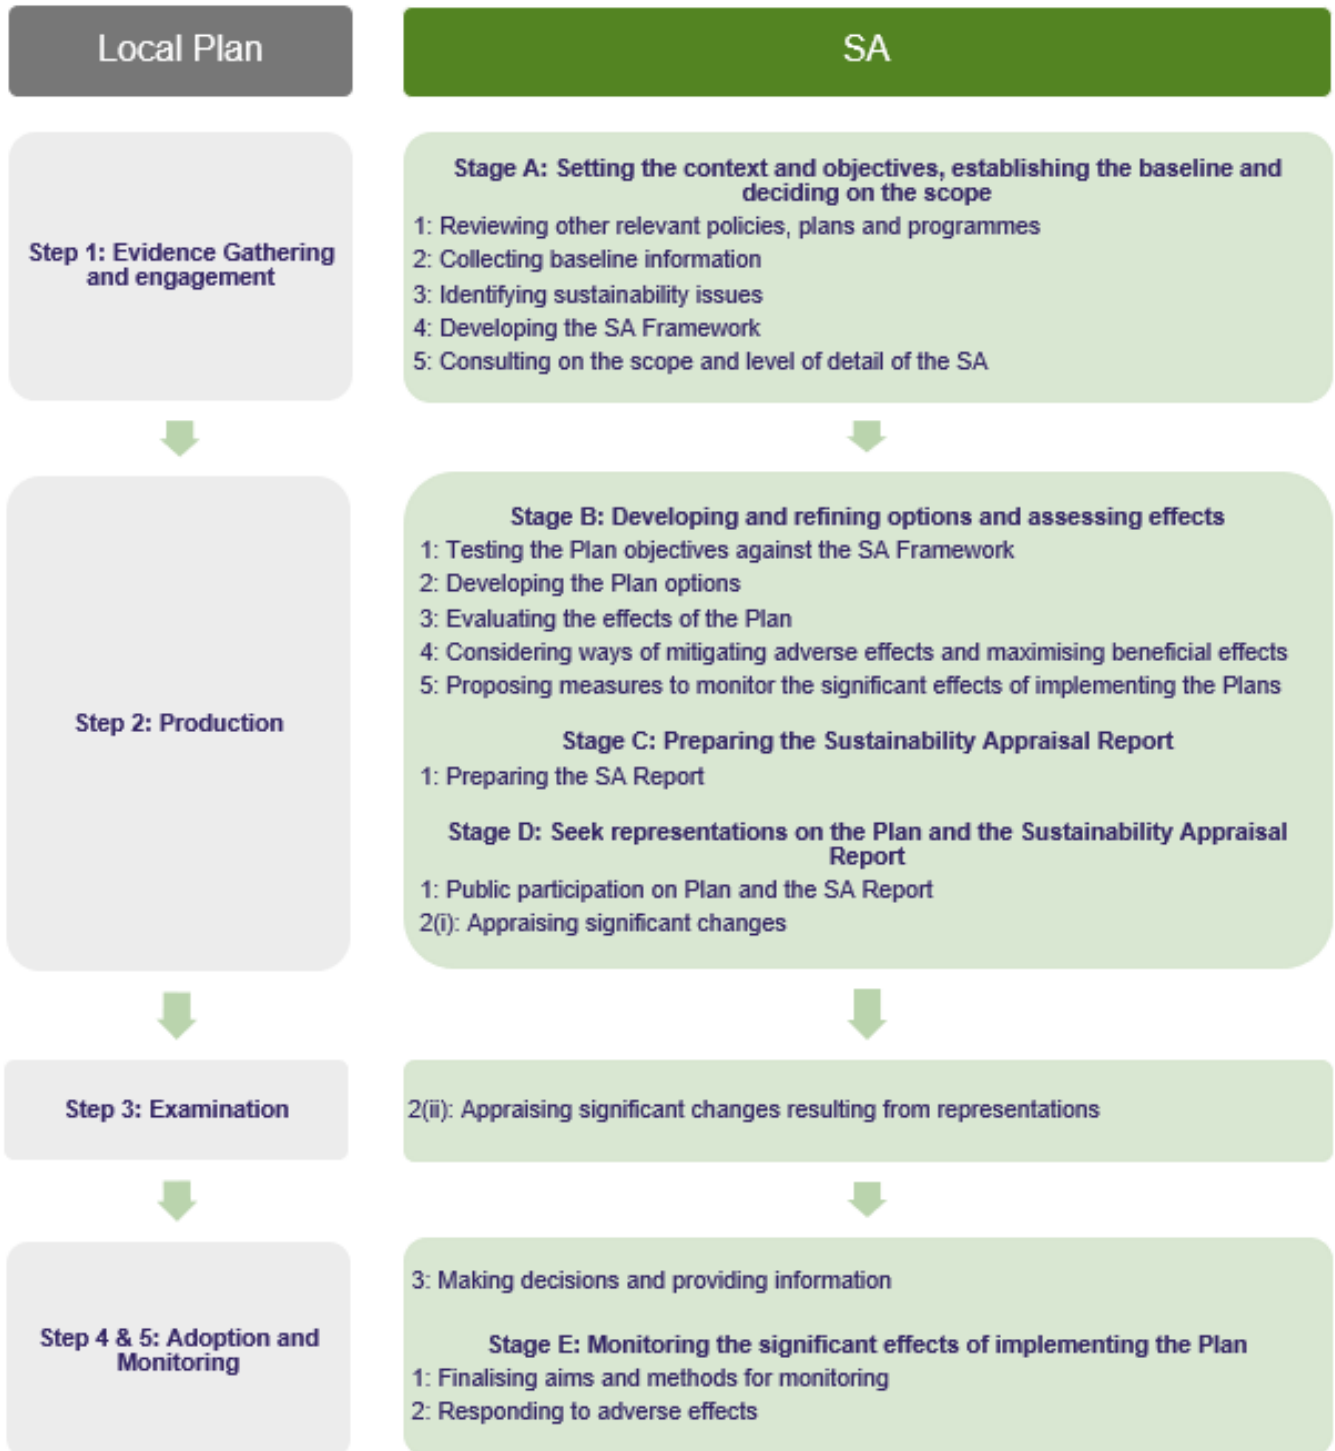 Local Plan
SA
Step 1: Evidence Gathering
and engagement
Stage A: Setting the context and objectives, establishing the baseline and
deciding on the scope
1: Reviewing other relevant policies, plans and programmes
2: Collecting baseline information
3: Identifying sustainability issues
4: Developing the SA Framework
5: Consulting on the scope and level of detail of the SA
Step 2: Production
Stage B: Developing and refining options and assessing effects
1: Testing the Plan objectives against the SA Framework
2: Developing the Plan options
3: Evaluating the effects of the Plan
4: Considering ways of mitigating adverse effects and maximising beneficial effects
5: Proposing measures to monitor the significant effects of implementing the Plans
Stage C: Preparing the Sustainability Appraisal Report
1: Preparing the SA Report
Stage D: Seek representations on the Plan and the Sustainability Appraisal
Report
1: Public participation on Plan and the SA Report
2(i): Appraising significant changes
Step 3: Examination
2(ii): Appraising significant changes resulting from representations
Step 4 & 5: Adoption and
Monitoring
3: Making decisions and providing information
Stage E: Monitoring the significant effects of implementing the Plan
1: Finalising aims and methods for monitoring
2: Responding to adverse effects